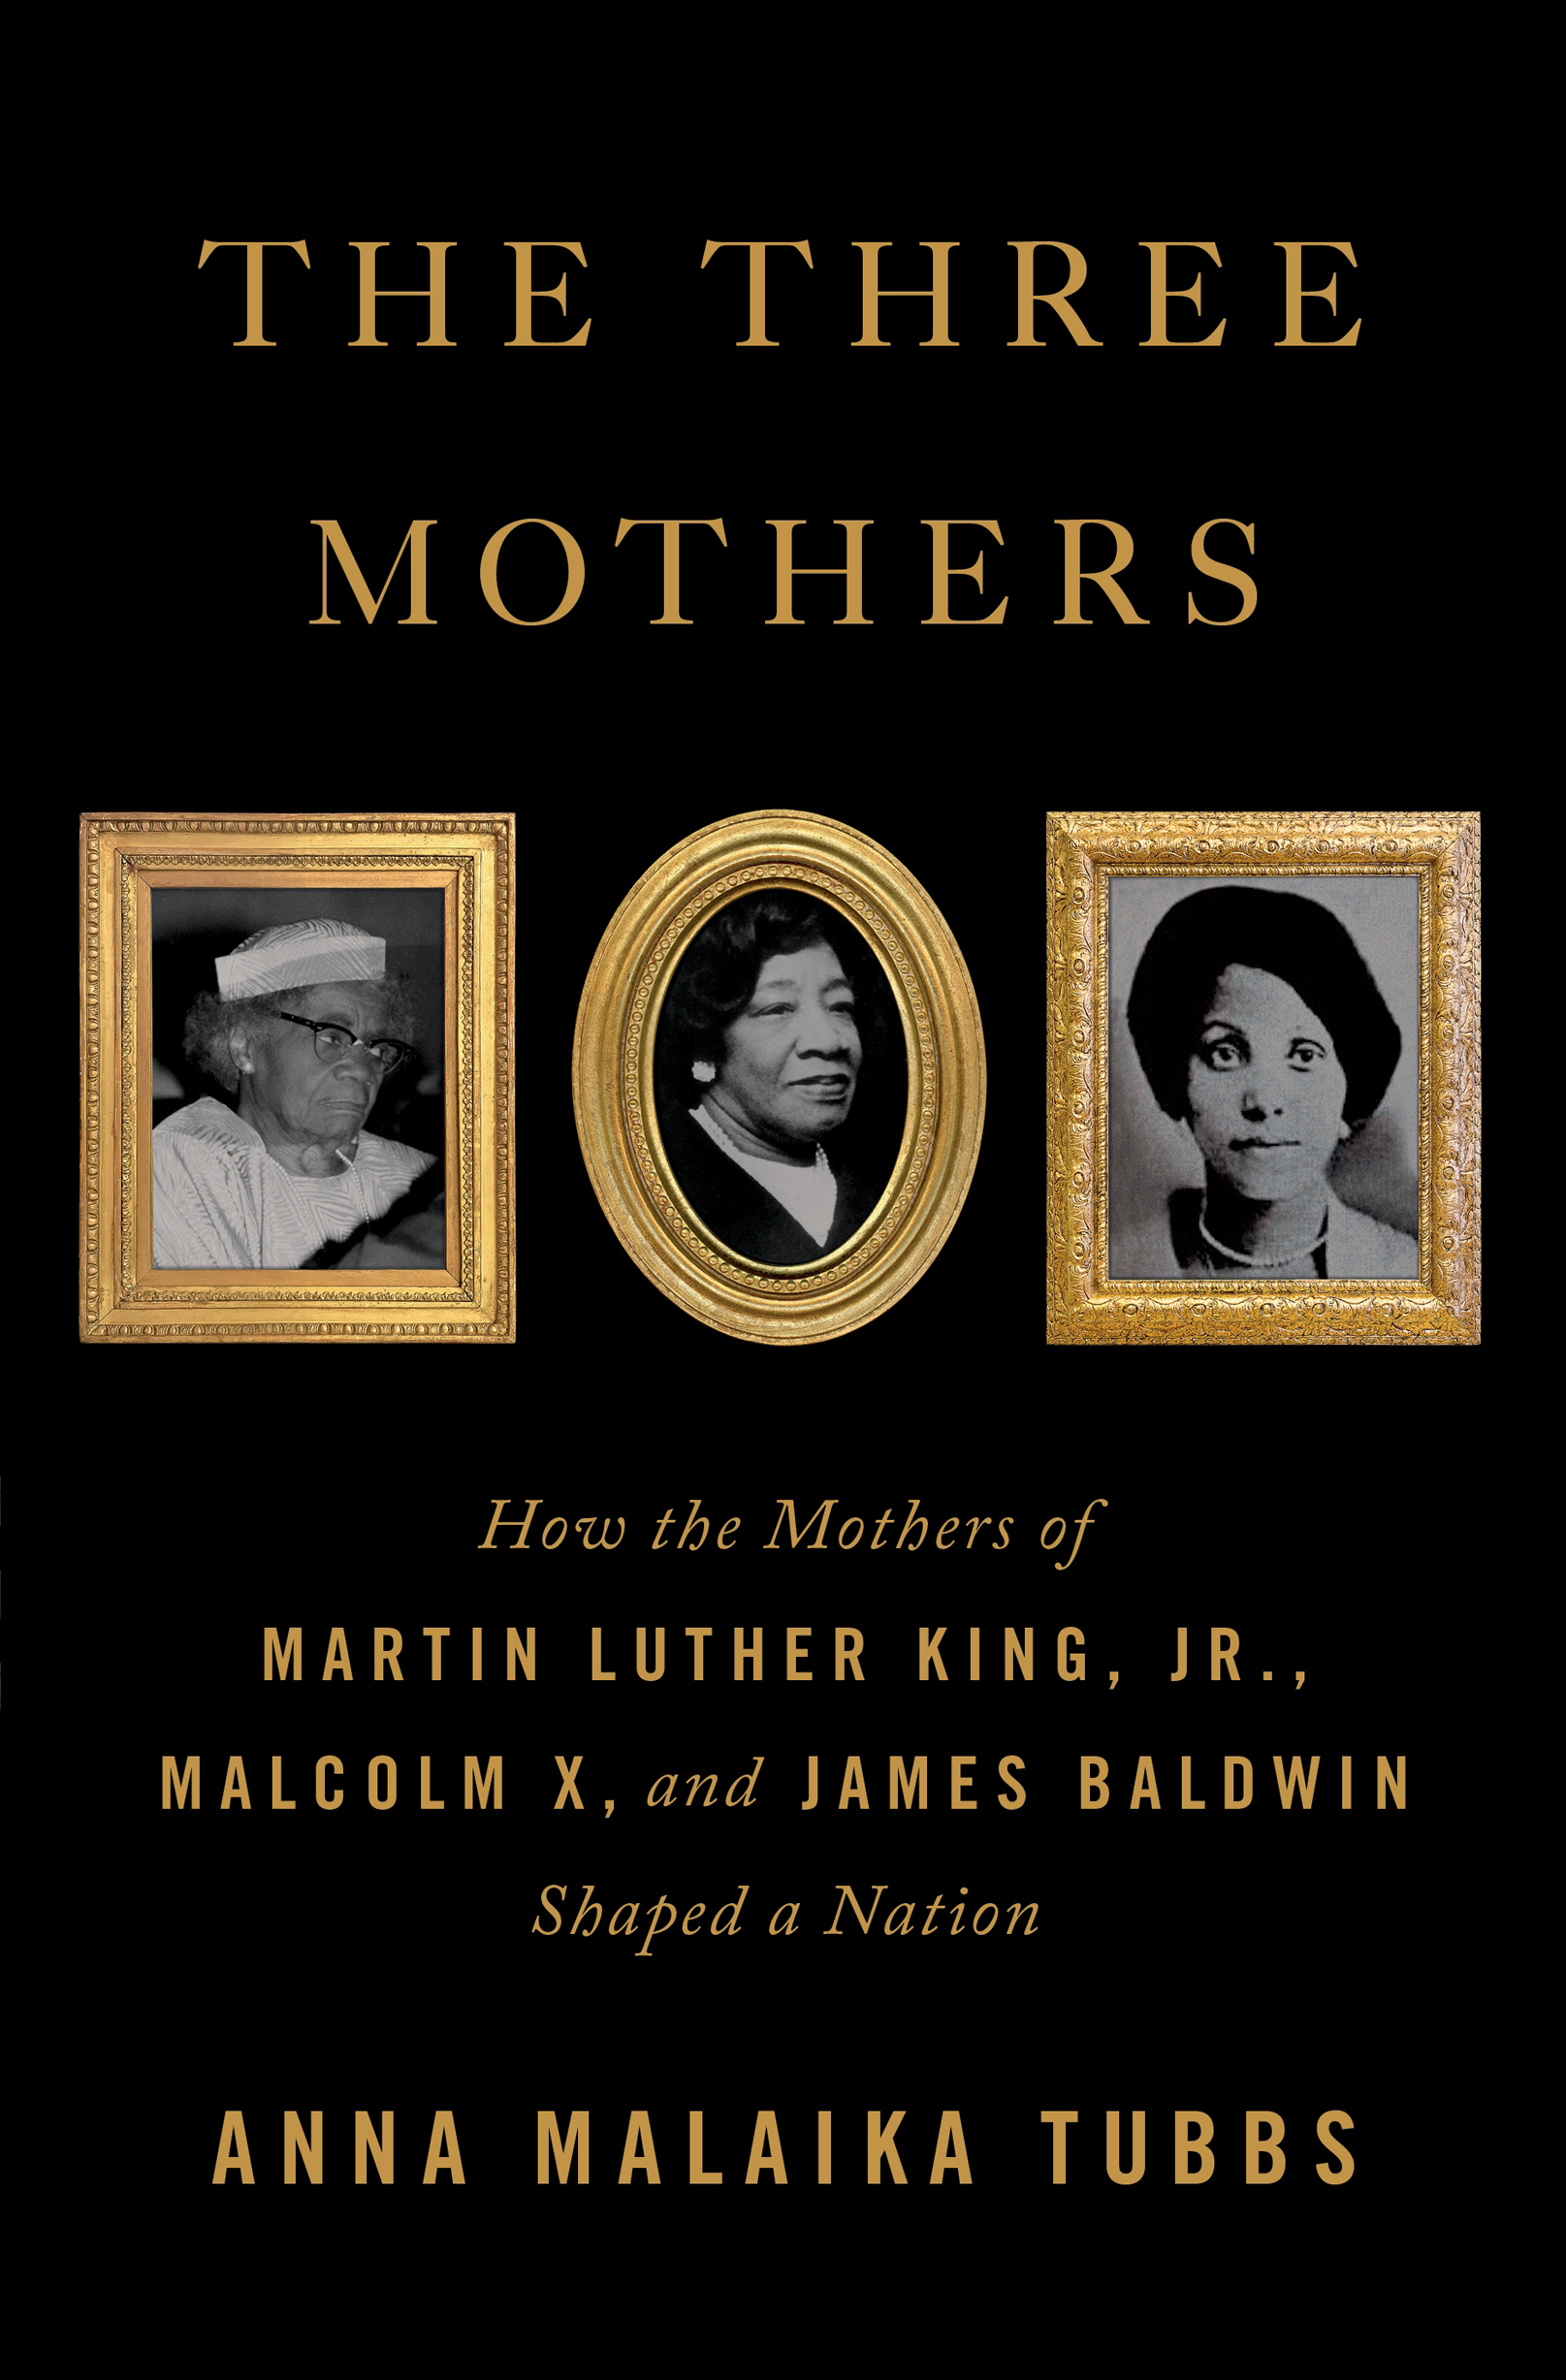 THE THREE
MOTHERS
How the Mothers of
MARTIN LUTHER KING, JR.,
MALCOLM X, and JAMES BALDWIN
Shaped a Nation
ANNA MALAIKA TUBBS